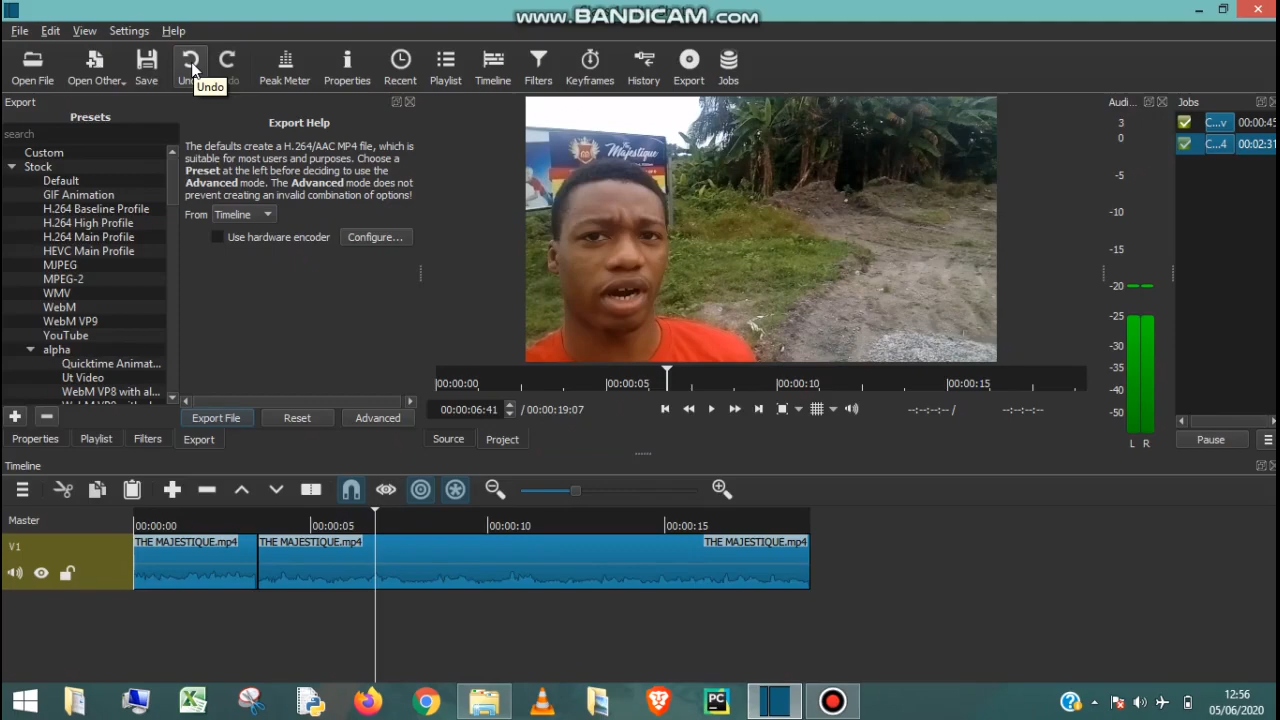 www.BANDICAM.com
File Edit View Settings Help
Open File Open Other.. Save Undo Peak Meter Properties Recent Playlist Timeline Filters Keyframes History Export Jobs
Undo
Export
Presets
search
Custom
Stock
Default
GIF Animation
H.264 Baseline Profile
H.264 High Profile
H.264 Main Profile
HEVC Main Profile
MJPEG
MPEG-2
WMV
WebM
WebM VP9
YouTube
alpha
Quicktime Animat...
Ut Video
WebM VP8 with al...
Export Help
The defaults create a H.264/AAC MP4 file, which is
suitable for most users and purposes. Choose a
Preset at the left before deciding to use the
Advanced mode. The Advanced mode does not
prevent creating an invalid combination of options!
From Timeline
Use hardware encoder Configure...
Export File Reset Advanced
Properties Playlist Filters Export
The Majestique
00:00:00 00:00:05 00:00:10 00:00:15
00:00:06:41 / 00:00:19:07 --:--:--:-- / --:--:--:--
Source Project
Audi...
3
0
-5
-10
-15
-20
-25
-30
-35
-40
-50
L R
Jobs
C...v 00:00:45
C...4 00:02:31
Pause
Timeline
Master
00:00:00 00:00:05 00:00:10 00:00:15
V1
THE MAJESTIQUE.mp4 THE MAJESTIQUE.mp4 THE MAJESTIQUE.mp4
PC
12:56
05/06/2020